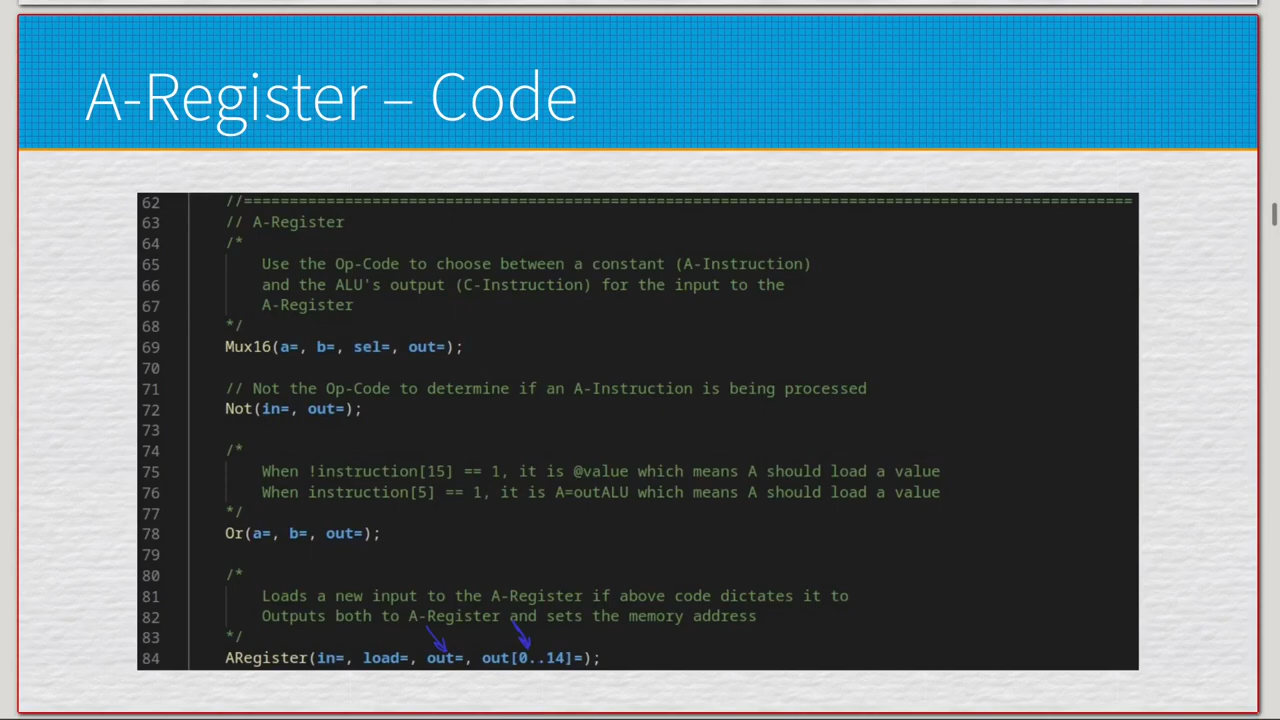 A-Register – Code
62 //=================================================================================================
63 // A-Register
64 /*
65 Use the Op-Code to choose between a constant (A-Instruction)
66 and the ALU's output (C-Instruction) for the input to the
67 A-Register
68 */
69 Mux16(a=, b=, sel=, out=);
70
71 // Not the Op-Code to determine if an A-Instruction is being processed
72 Not(in=, out=);
73
74 /*
75 When !instruction[15] == 1, it is @value which means A should load a value
76 When instruction[5] == 1, it is A=outALU which means A should load a value
77 */
78 Or(a=, b=, out=);
79
80 /*
81 Loads a new input to the A-Register if above code dictates it to
82 Outputs both to A-Register and sets the memory address
83 */
84 ARegister(in=, load=, out=, out[0..14]=);